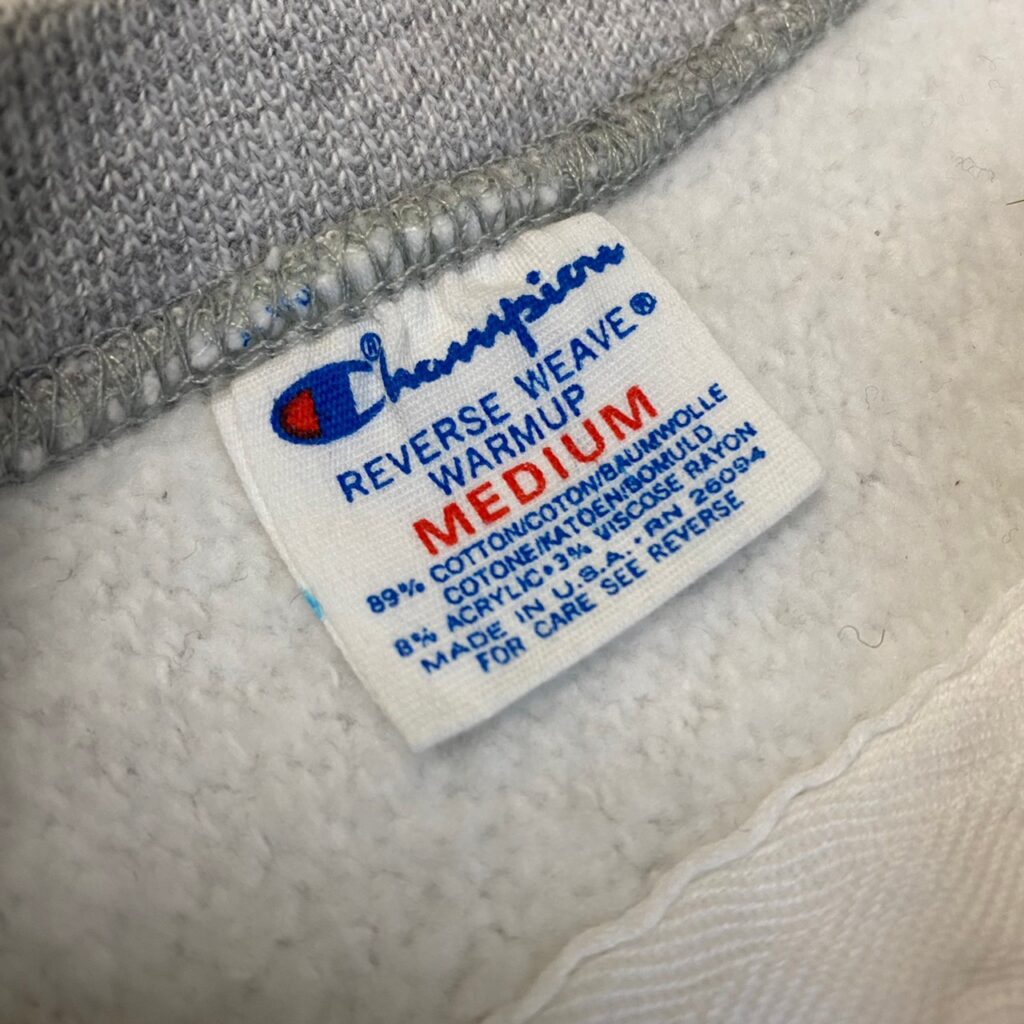 Champion®
REVERSE WEAVE®
WARMUP
MEDIUM
89% COTTON/COTON/BAUMWOLLE
COTONE/KATOEN/BOMULD
8% ACRYLIC•3% VISCOSE RAYON
MADE IN U.S.A.•RN 26094
FOR CARE SEE REVERSE